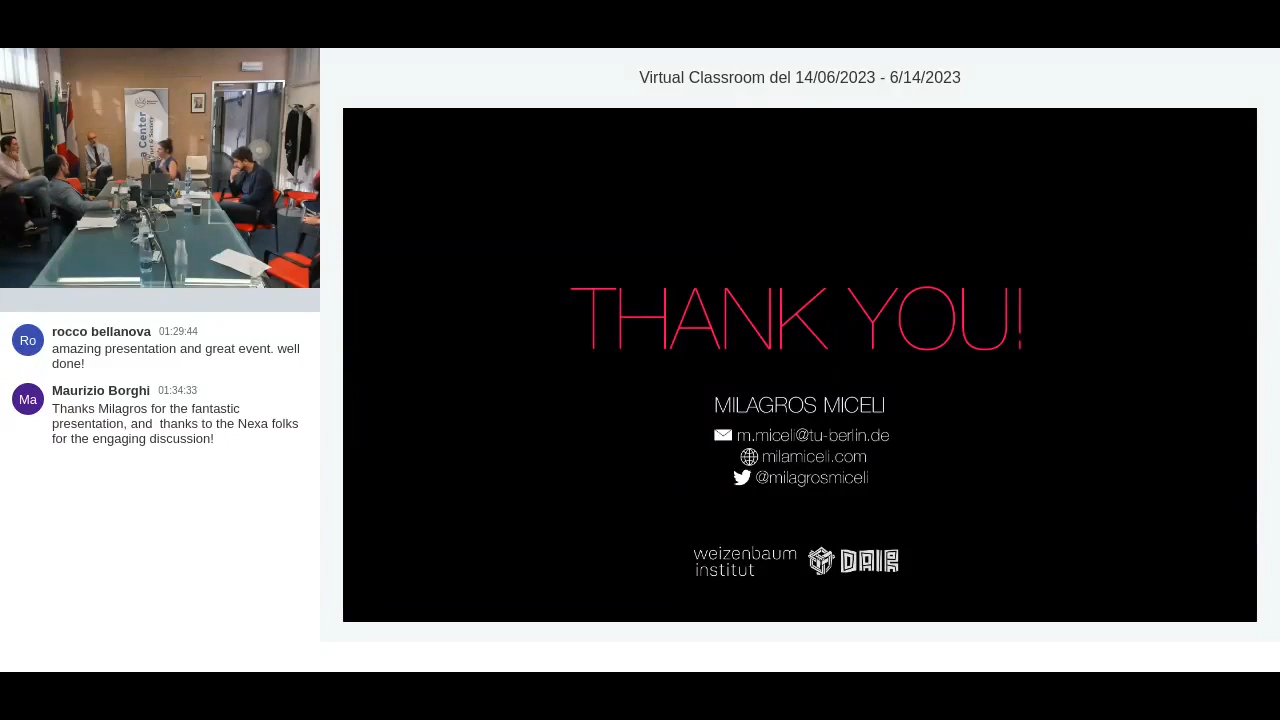 Virtual Classroom del 14/06/2023 - 6/14/2023
a Center
Ro
rocco bellanova 01:29:44
amazing presentation and great event. well
done!
Ma
Maurizio Borghi 01:34:33
Thanks Milagros for the fantastic
presentation, and  thanks to the Nexa folks
for the engaging discussion!
THANK YOU!
MILAGROS MICELI
m.miceli@tu-berlin.de
milamiceli.com
@milagrosmiceli
weizenbaum
institut
DAIR